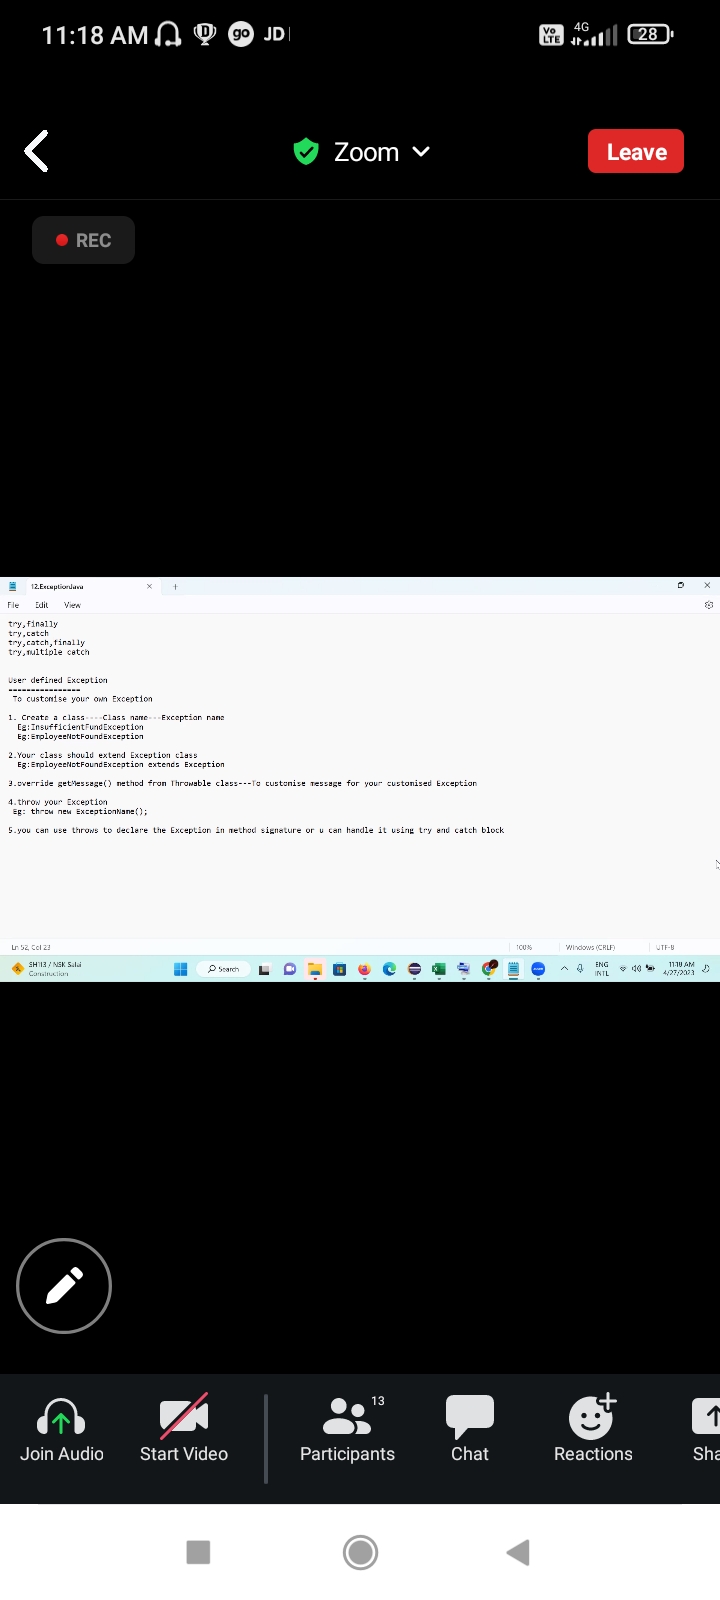 11:18 AM go JD
Vo LTE 4G 28
Zoom
Leave
REC
12.ExceptionJava
File Edit View
try,finally
try,catch
try,catch,finally
try,multiple catch
User defined Exception
================
To customise your own Exception
1. Create a class----Class name---Exception name
Eg:InsufficientFundException
Eg:EmployeeNotFoundException
2.Your class should extend Exception class
Eg:EmployeeNotFoundException extends Exception
3.override getMessage() method from Throwable class---To customise message for your customised Exception
4.throw your Exception
Eg: throw new ExceptionName();
5.you can use throws to declare the Exception in method signature or u can handle it using try and catch block
Ln 52, Col 23 100% Windows (CRLF) UTF-8
SH113 / NSK Salai
Construction
Search
ENG
INTL
11:18 AM
4/27/2023
13
Join Audio Start Video Participants Chat Reactions Sha